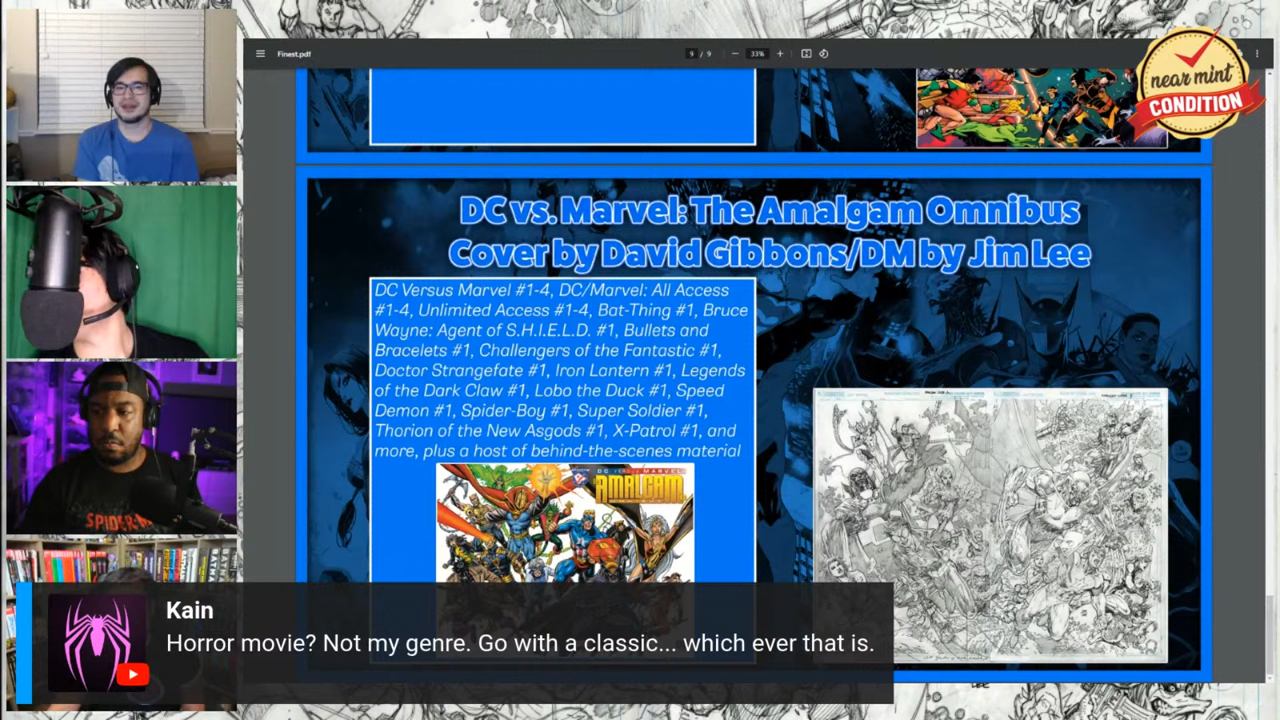 Finest.pdf
9 / 9
33%
near mint
CONDITION
DC vs. Marvel: The Amalgam Omnibus
Cover by David Gibbons/DM by Jim Lee
DC Versus Marvel #1-4, DC/Marvel: All Access
#1-4, Unlimited Access #1-4, Bat-Thing #1, Bruce
Wayne: Agent of S.H.I.E.L.D. #1, Bullets and
Bracelets #1, Challengers of the Fantastic #1,
Doctor Strangefate #1, Iron Lantern #1, Legends
of the Dark Claw #1, Lobo the Duck #1, Speed
Demon #1, Spider-Boy #1, Super Soldier #1,
Thorion of the New Asgods #1, X-Patrol #1, and
more, plus a host of behind-the-scenes material
DC VERSUS MARVEL
AMALGAM
Kain
Horror movie? Not my genre. Go with a classic... which ever that is.